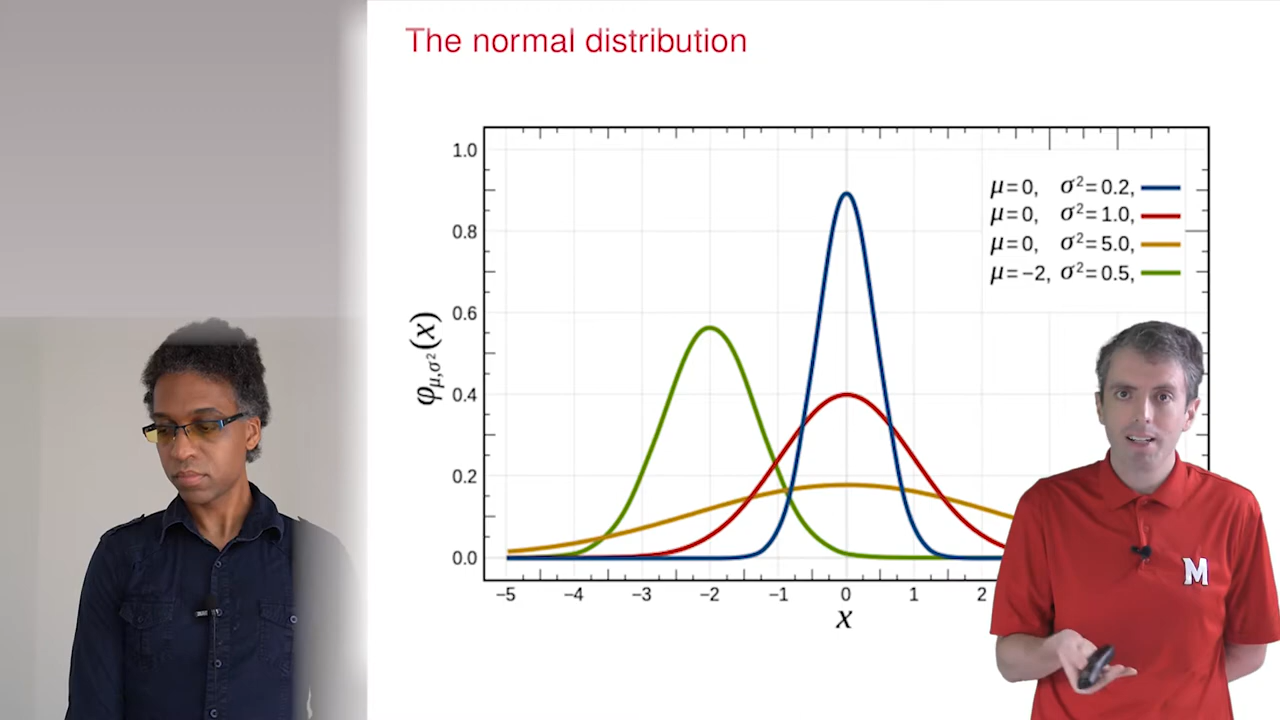 The normal distribution
1.0
0.8
0.6
0.4
0.2
0.0
φμ,σ²(x)
μ=0, σ²=0.2,
μ=0, σ²=1.0,
μ=0, σ²=5.0,
μ=−2, σ²=0.5,
−5 −4 −3 −2 −1 0 1 2
x
M